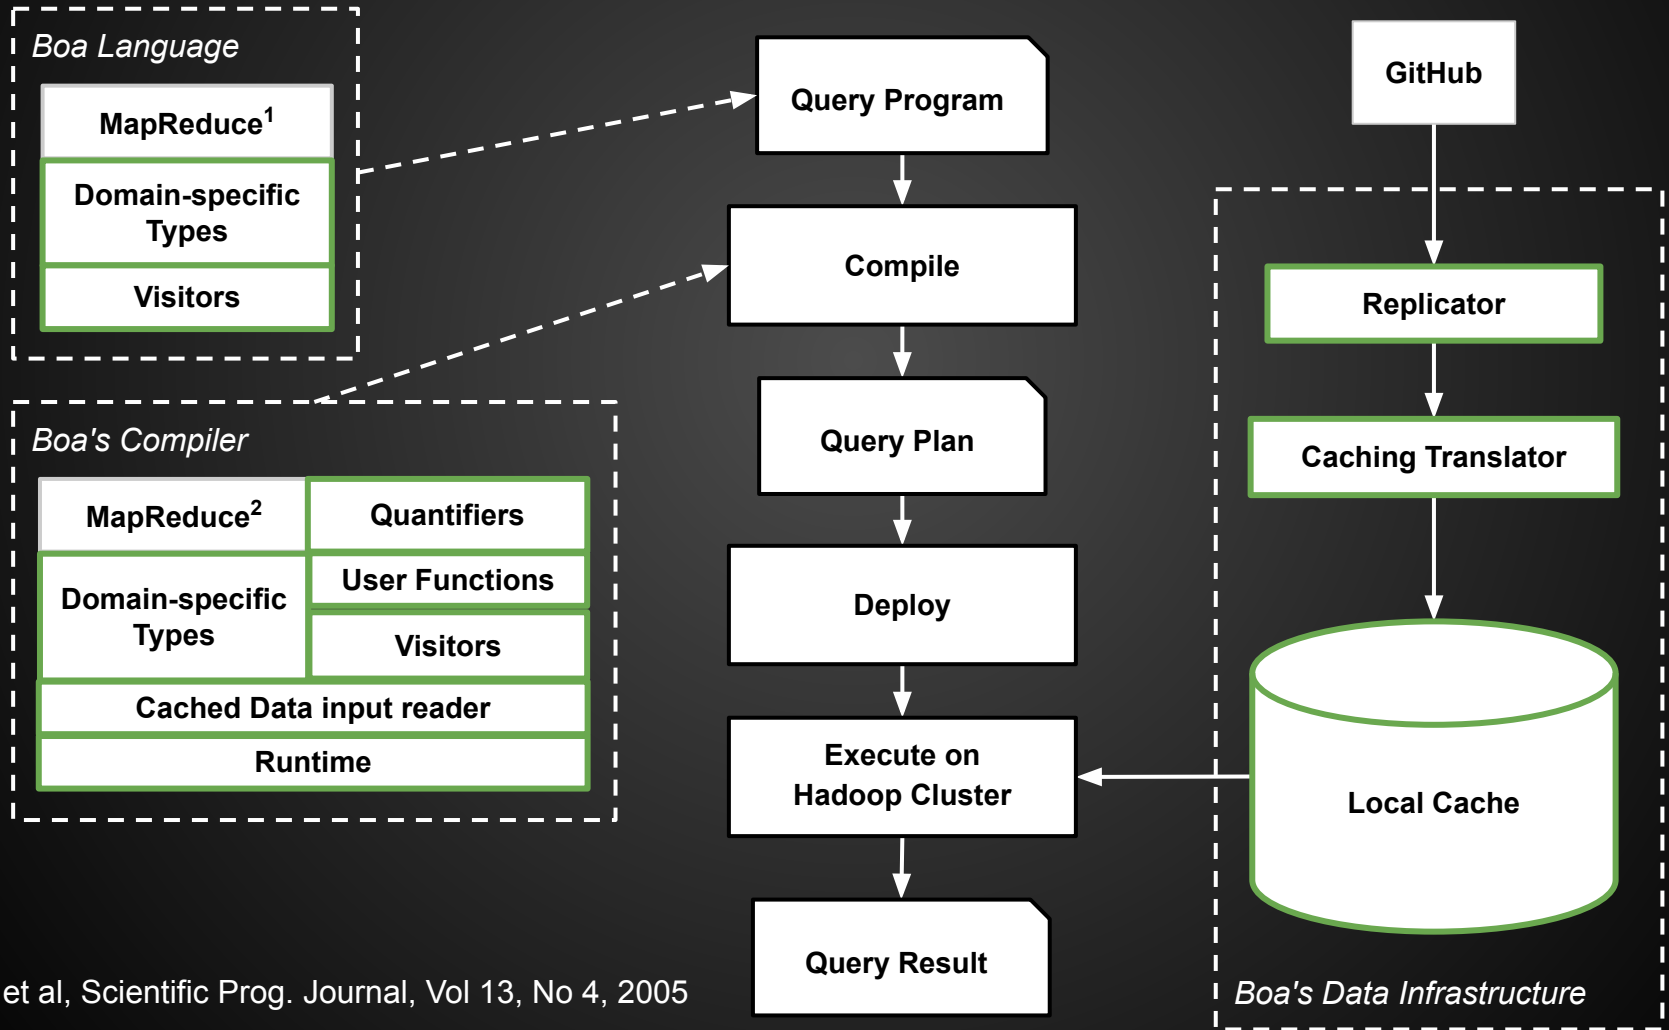 Boa Language
MapReduce¹
Domain-specific
Types
Visitors
Boa's Compiler
MapReduce²
Quantifiers
Domain-specific
Types
User Functions
Visitors
Cached Data input reader
Runtime
Query Program
Compile
Query Plan
Deploy
Execute on
Hadoop Cluster
Query Result
GitHub
Replicator
Caching Translator
Local Cache
Boa's Data Infrastructure
et al, Scientific Prog. Journal, Vol 13, No 4, 2005